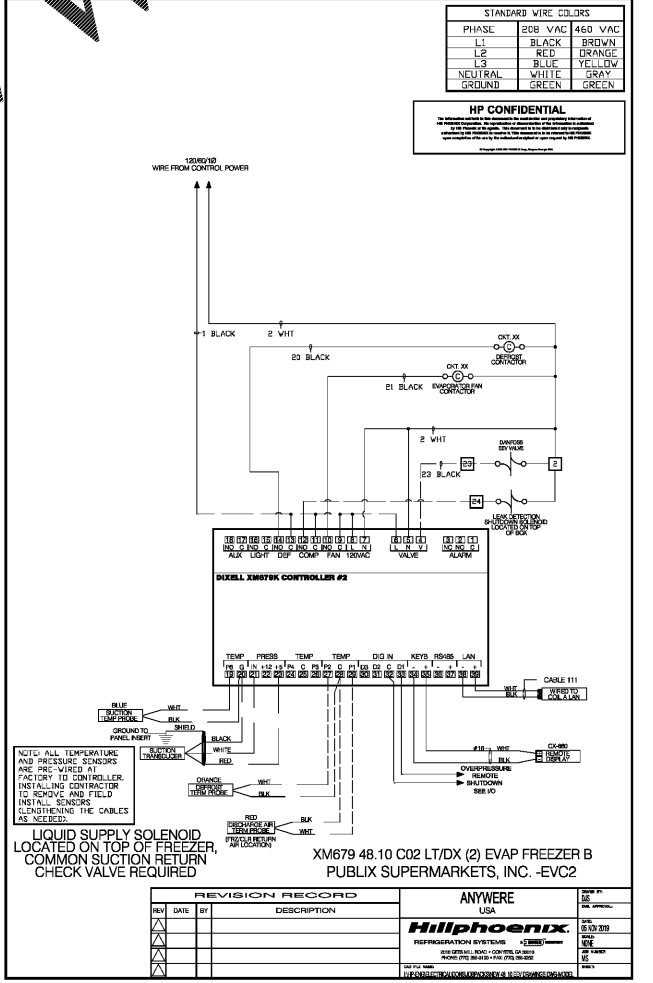 STANDARD WIRE COLORS
PHASE 208 VAC 460 VAC
L1 BLACK BROWN
L2 RED ORANGE
L3 BLUE YELLOW
NEUTRAL WHITE GRAY
GROUND GREEN GREEN
HP CONFIDENTIAL
120/60/1Ø
WIRE FROM CONTROL POWER
1 BLACK
2 WHT
20 BLACK
CKT. XX
C
DEFROST
CONTACTOR
CKT. XX
C
21 BLACK
EVAPORATOR FAN
CONTACTOR
2 WHT
DANFOSS
EEV VALVE
23
2
23 BLACK
24
LEAK DETECTION
SHUTDOWN SOLENOID
LOCATED ON TOP
OF BOX
18 17 16 15 14 13 12 11 10 9 8 7 6 5 4 3 2 1
NO C NO C NO C NO C NO C L N L N V NC NO C
AUX LIGHT DEF COMP FAN 120VAC VALVE ALARM
DIXELL XM679K CONTROLLER #2
TEMP PRESS TEMP TEMP DIG IN KEYB RS485 LAN
P6 G IN +12 +5 P4 C P3 P2 C P1 D3 D2 C D1 - + - + - +
19 20 21 22 23 24 25 26 27 28 29 30 31 32 33 34 35 36 37 38 39
CABLE 111
WHT
BLK
WIRED TO
COIL A LAN
BLUE
SUCTION
TEMP PROBE
WHT
BLK
GROUND TO
PANEL INSERT
SHIELD
SUCTION
TRANSDUCER
BLACK
WHITE
RED
#18 WHT
BLK
CX-660
REMOTE
DISPLAY
OVERPRESSURE
REMOTE
SHUTDOWN
SEE I/O
NOTE: ALL TEMPERATURE
AND PRESSURE SENSORS
ARE PRE-WIRED AT
FACTORY TO CONTROLLER.
INSTALLING CONTRACTOR
TO REMOVE AND FIELD
INSTALL SENSORS
(LENGTHENING THE CABLES
AS NEEDED).
ORANGE
DEFROST
TERM PROBE
WHT
BLK
RED
DISCHARGE AIR
TERM PROBE
BLK
WHT
(FRZ/CLR RETURN
AIR LOCATION)
LIQUID SUPPLY SOLENOID
LOCATED ON TOP OF FREEZER,
COMMON SUCTION RETURN
CHECK VALVE REQUIRED
XM679 48.10 C02 LT/DX (2) EVAP FREEZER B
PUBLIX SUPERMARKETS, INC. -EVC2
REVISION RECORD
REV DATE BY DESCRIPTION
ANYWERE
USA
DRAWN BY:
DJS
Hillphoenix.
REFRIGERATION SYSTEMS
DATE:
05 NOV 2019
SCALE:
NONE
JOB NUMBER
MS
CAD FILE NAME:
SHEET: